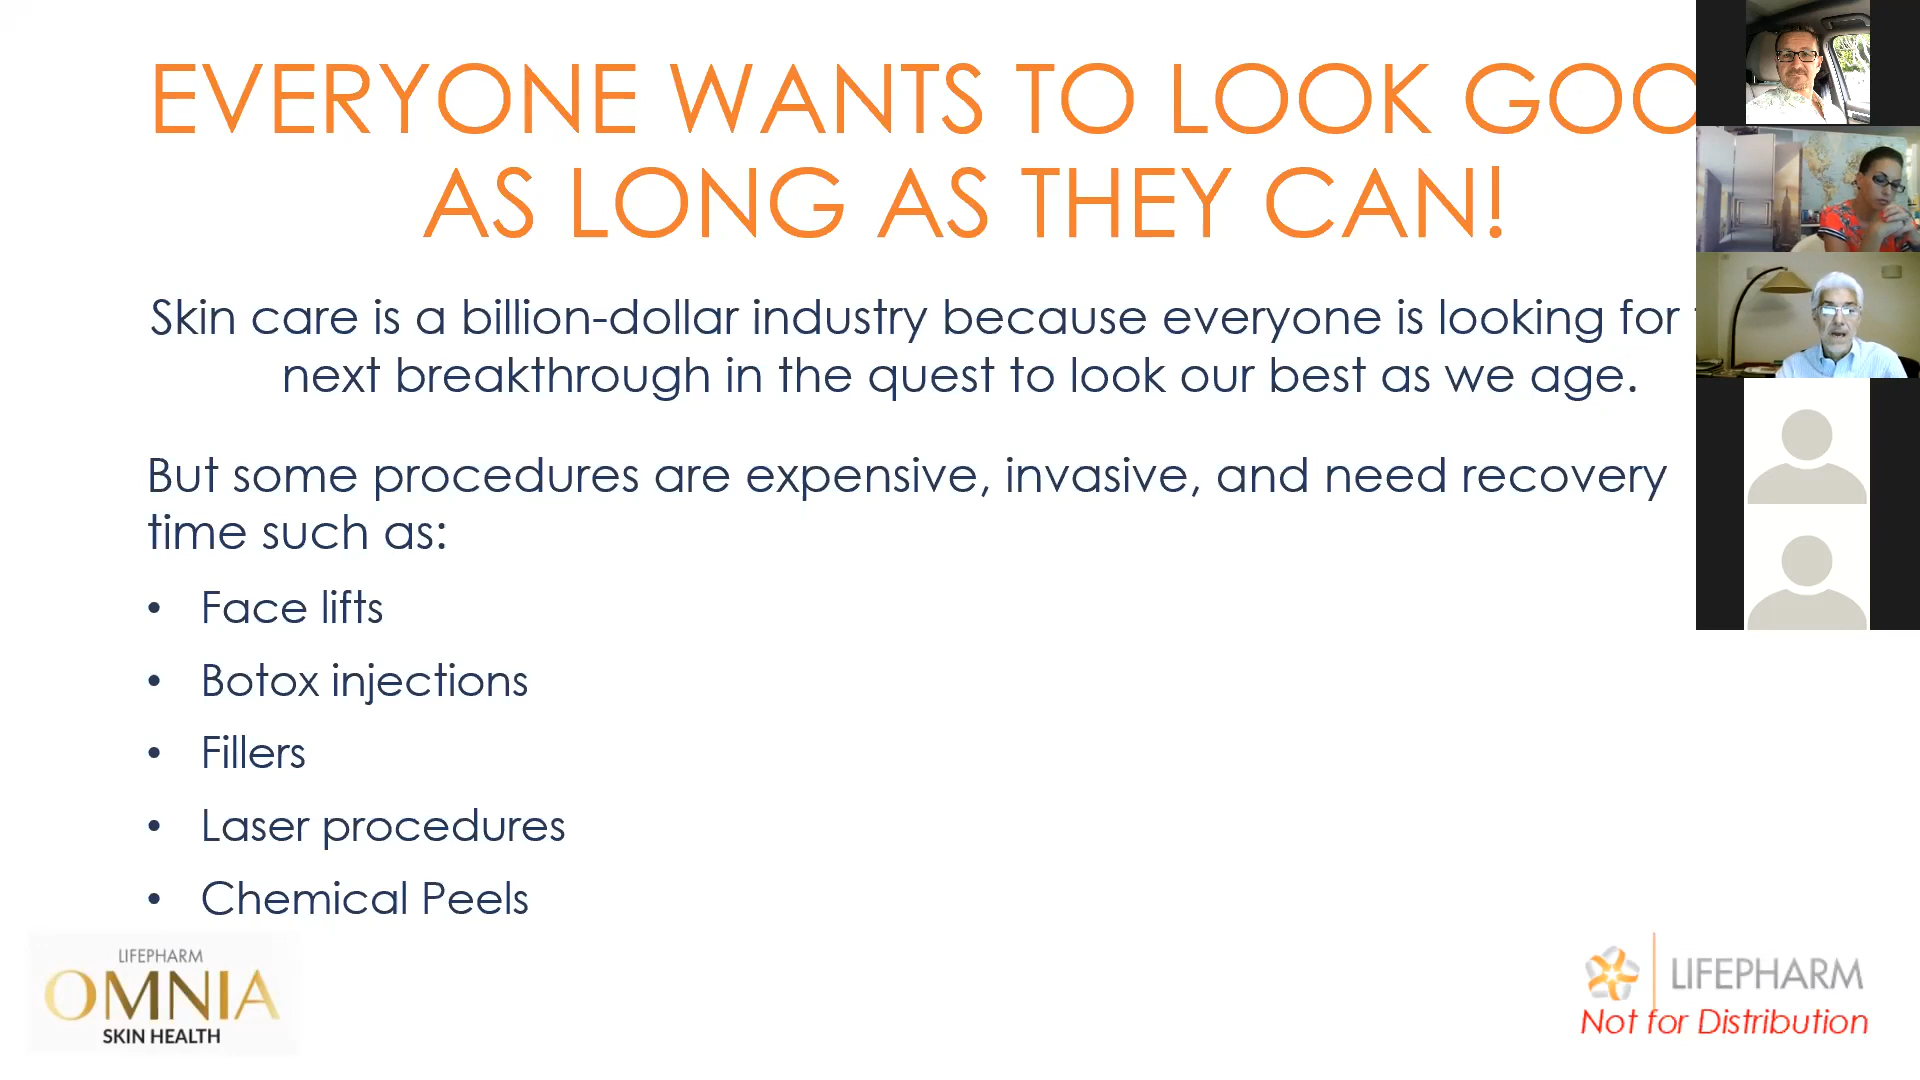 EVERYONE WANTS TO LOOK GOO
AS LONG AS THEY CAN!
Skin care is a billion-dollar industry because everyone is looking for
next breakthrough in the quest to look our best as we age.
But some procedures are expensive, invasive, and need recovery
time such as:
• Face lifts
• Botox injections
• Fillers
• Laser procedures
• Chemical Peels
LIFEPHARM
OMNIA
SKIN HEALTH
LIFEPHARM
Not for Distribution